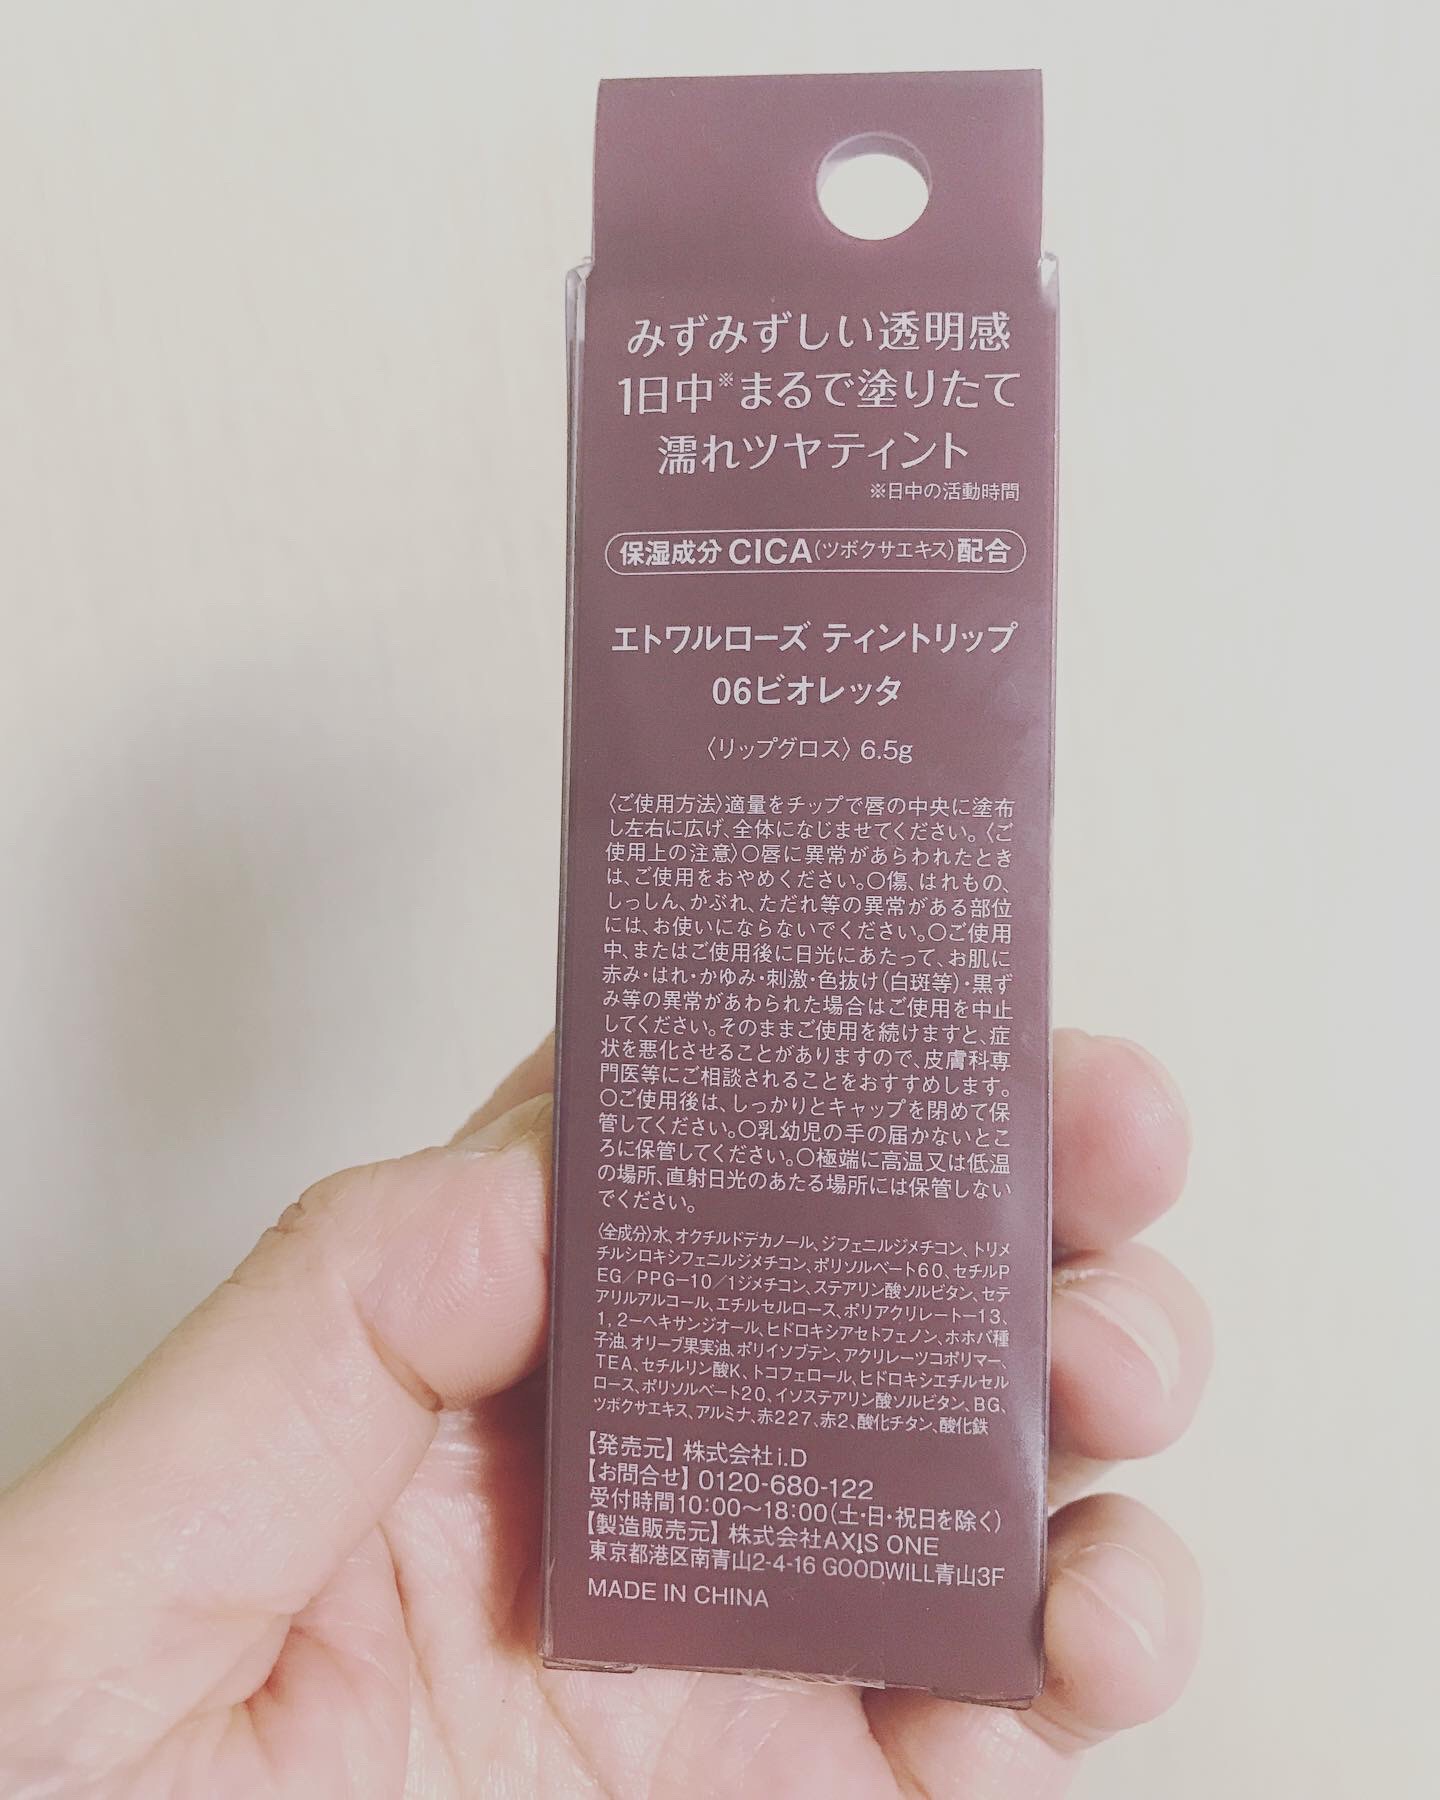 みずみずしい透明感
1日中※まるで塗りたて
濡れツヤティント
※日中の活動時間
保湿成分CICA(ツボクサエキス)配合
エトワルローズ ティントリップ
06ビオレッタ
〈リップグロス〉6.5g
〈ご使用方法〉適量をチップで唇の中央に塗布
し左右に広げ、全体になじませてください。〈ご
使用上の注意〉○唇に異常があらわれたとき
は、ご使用をおやめください。○傷、はれもの、
しっしん、かぶれ、ただれ等の異常がある部位
には、お使いにならないでください。○ご使用
中、またはご使用後に日光にあたって、お肌に
赤み・はれ・かゆみ・刺激・色抜け(白斑等)・黒ず
み等の異常があわられた場合はご使用を中止
してください。そのままご使用を続けますと、症
状を悪化させることがありますので、皮膚科専
門医等にご相談されることをおすすめします。
○ご使用後は、しっかりとキャップを閉めて保
管してください。○乳幼児の手の届かないとこ
ろに保管してください。○極端に高温又は低温
の場所、直射日光のあたる場所には保管しない
でください。
〈全成分〉水、オクチルドデカノール、ジフェニルジメチコン、トリメ
チルシロキシフェニルジメチコン、ポリソルベート60、セチルP
EG/PPG-10/1ジメチコン、ステアリン酸ソルビタン、セテ
アリルアルコール、エチルセルロース、ポリアクリレート-13、
1,2-ヘキサンジオール、ヒドロキシアセトフェノン、ホホバ種
子油、オリーブ果実油、ポリイソブテン、アクリレーツコポリマー、
TEA、セチルリン酸K、トコフェロール、ヒドロキシエチルセル
ロース、ポリソルベート20、イソステアリン酸ソルビタン、BG、
ツボクサエキス、アルミナ、赤227、赤2、酸化チタン、酸化鉄
【発売元】株式会社i.D
【お問合せ】0120-680-122
受付時間10:00〜18:00(土・日・祝日を除く)
【製造販売元】株式会社AXIS ONE
東京都港区南青山2-4-16 GOODWILL青山3F
MADE IN CHINA